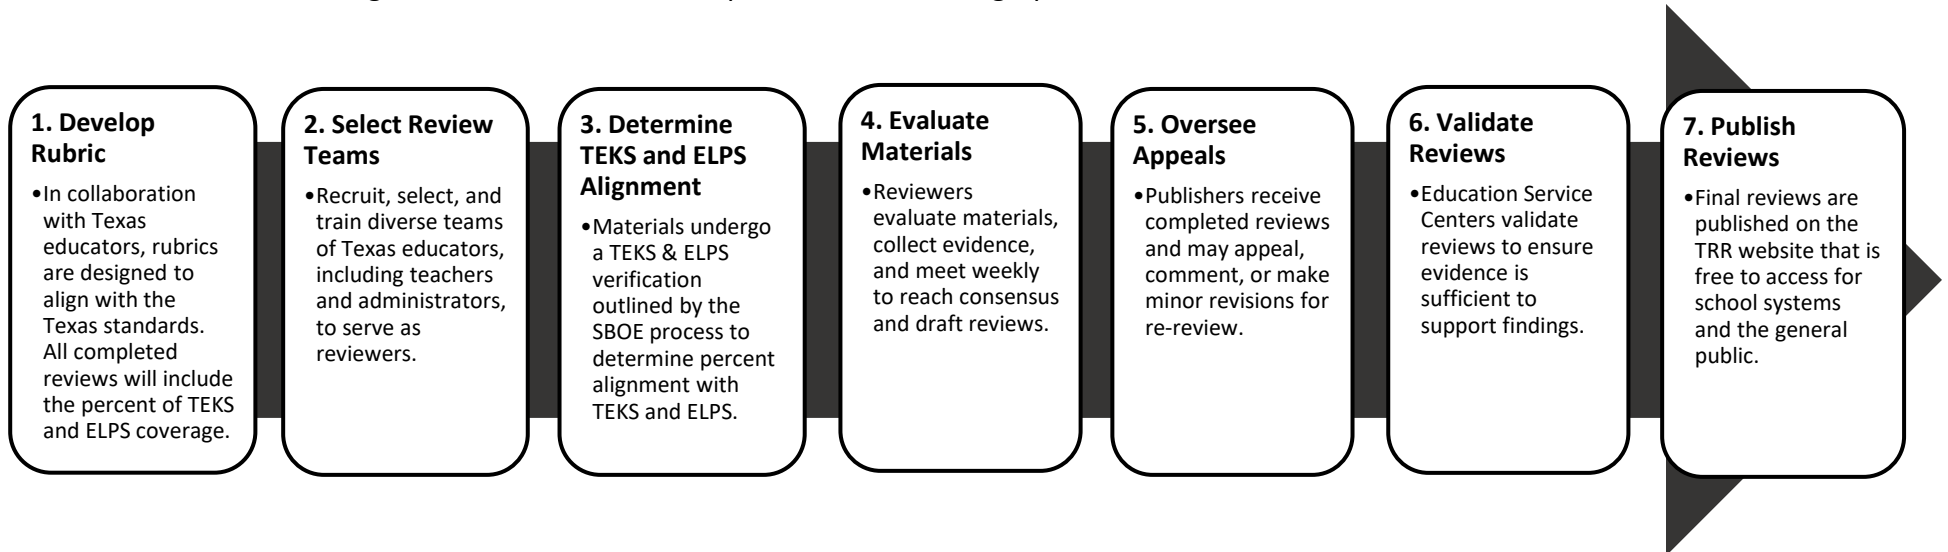 1. Develop
Rubric
•In collaboration
with Texas
educators, rubrics
are designed to
align with the
Texas standards.
All completed
reviews will include
the percent of TEKS
and ELPS coverage.
2. Select Review
Teams
•Recruit, select, and
train diverse teams
of Texas educators,
including teachers
and administrators,
to serve as
reviewers.
3. Determine
TEKS and ELPS
Alignment
•Materials undergo
a TEKS & ELPS
verification
outlined by the
SBOE process to
determine percent
alignment with
TEKS and ELPS.
4. Evaluate
Materials
•Reviewers
evaluate materials,
collect evidence,
and meet weekly
to reach consensus
and draft reviews.
5. Oversee
Appeals
•Publishers receive
completed reviews
and may appeal,
comment, or make
minor revisions for
re-review.
6. Validate
Reviews
•Education Service
Centers validate
reviews to ensure
evidence is
sufficient to
support findings.
7. Publish
Reviews
•Final reviews are
published on the
TRR website that is
free to access for
school systems
and the general
public.